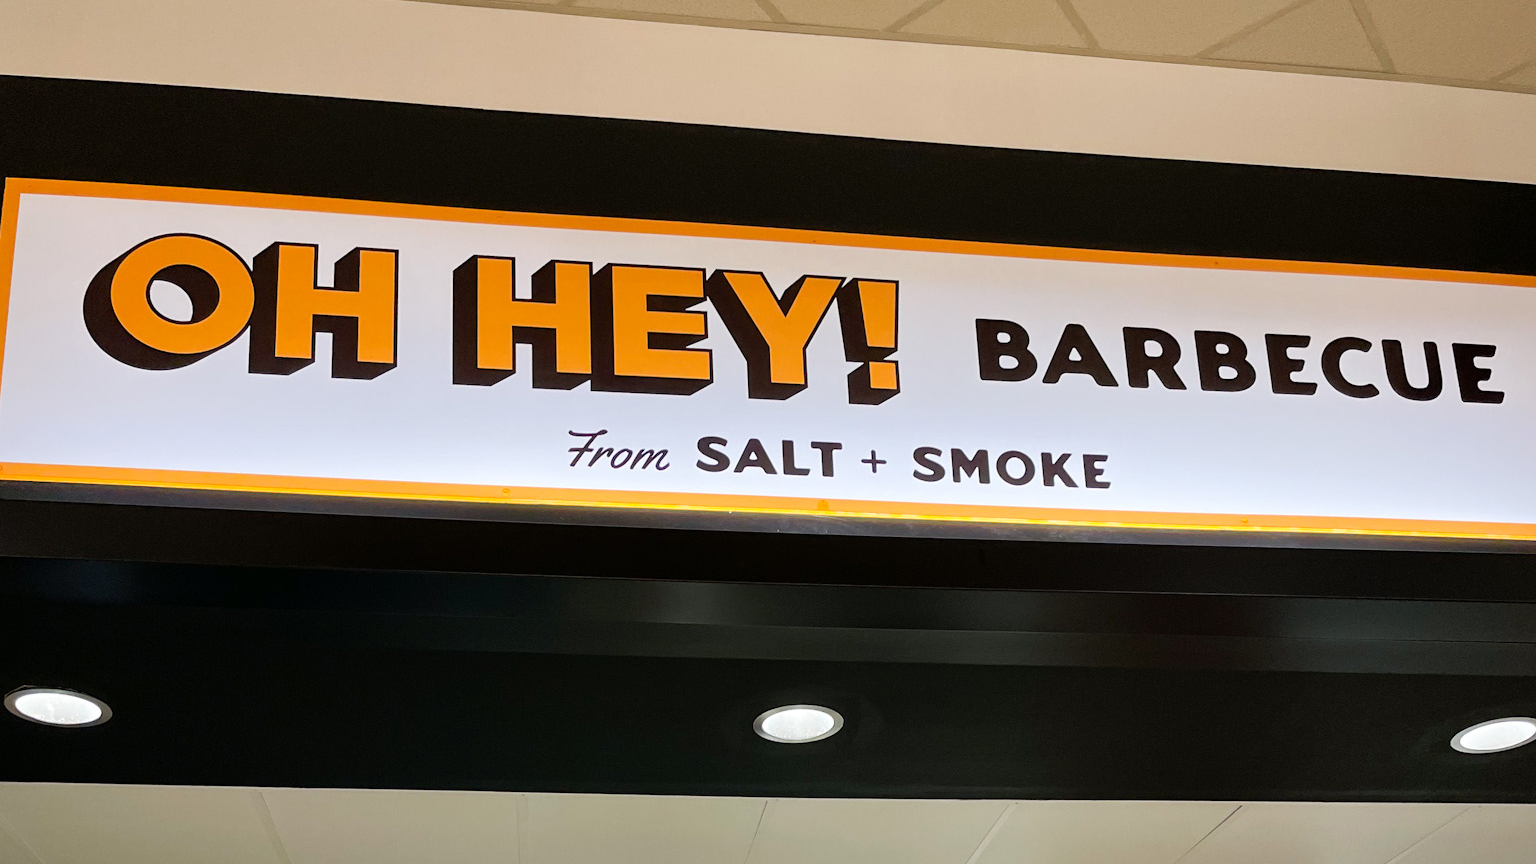 OH HEY! BARBECUE
From SALT + SMOKE